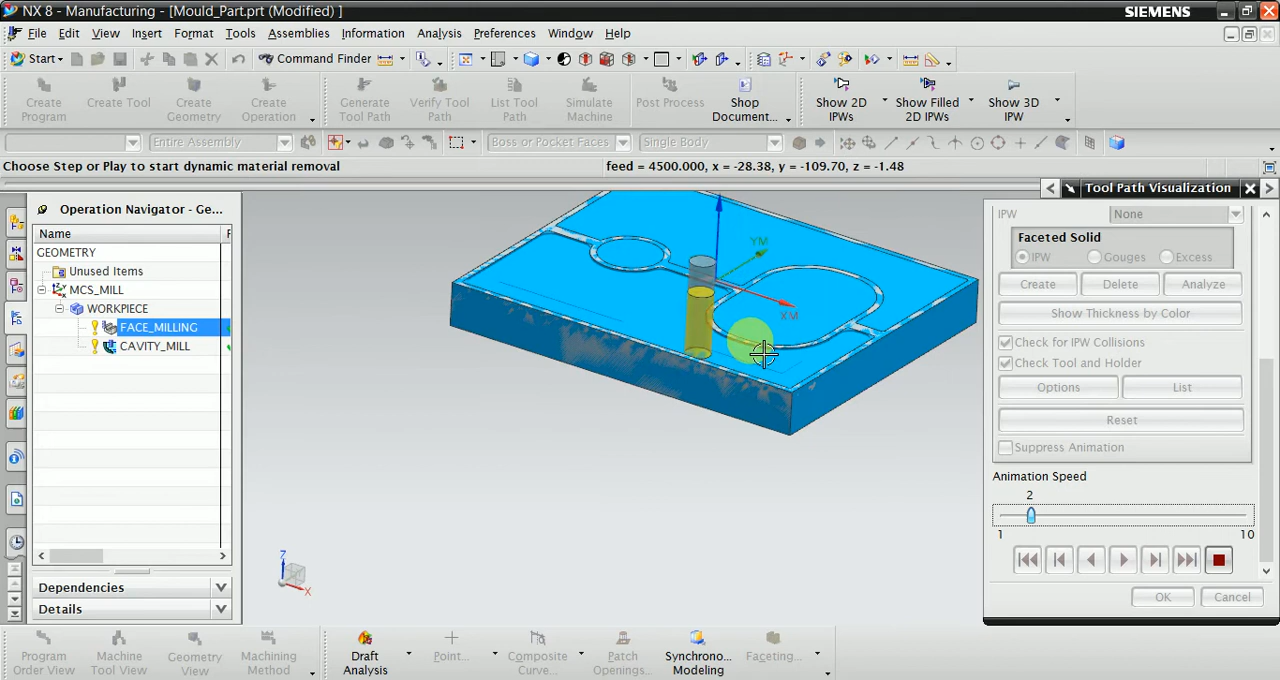 NX 8 - Manufacturing - [Mould_Part.prt (Modified) ]
SIEMENS
File Edit View Insert Format Tools Assemblies Information Analysis Preferences Window Help
Start Command Finder
Create Program
Create Tool
Create Geometry
Create Operation
Generate Tool Path
Verify Tool Path
List Tool Path
Simulate Machine
Post Process
Shop Document...
Show 2D IPWs
Show Filled 2D IPWs
Show 3D IPW
Entire Assembly
Boss or Pocket Faces
Single Body
Choose Step or Play to start dynamic material removal
feed = 4500.000, x = -28.38, y = -109.70, z = -1.48
Operation Navigator - Ge...
Name
F
GEOMETRY
Unused Items
MCS_MILL
WORKPIECE
FACE_MILLING
CAVITY_MILL
Dependencies
Details
YM
XM
Z
X
Tool Path Visualization
IPW None
Faceted Solid
IPW Gouges Excess
Create Delete Analyze
Show Thickness by Color
Check for IPW Collisions
Check Tool and Holder
Options List
Reset
Suppress Animation
Animation Speed
2
1 10
OK Cancel
Program Order View
Machine Tool View
Geometry View
Machining Method
Draft Analysis
Point...
Composite Curve...
Patch Openings...
Synchrono... Modeling
Faceting...